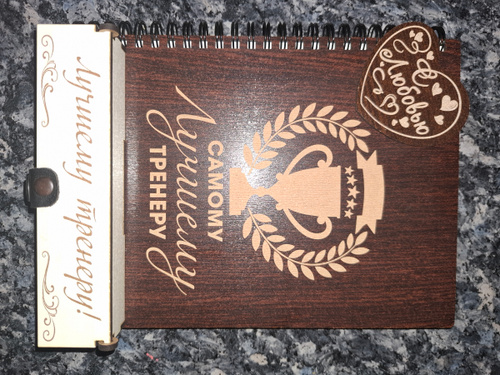 Лучшему тренеру!
САМОМУ
Лучшему
ТРЕНЕРУ
С
Любовью